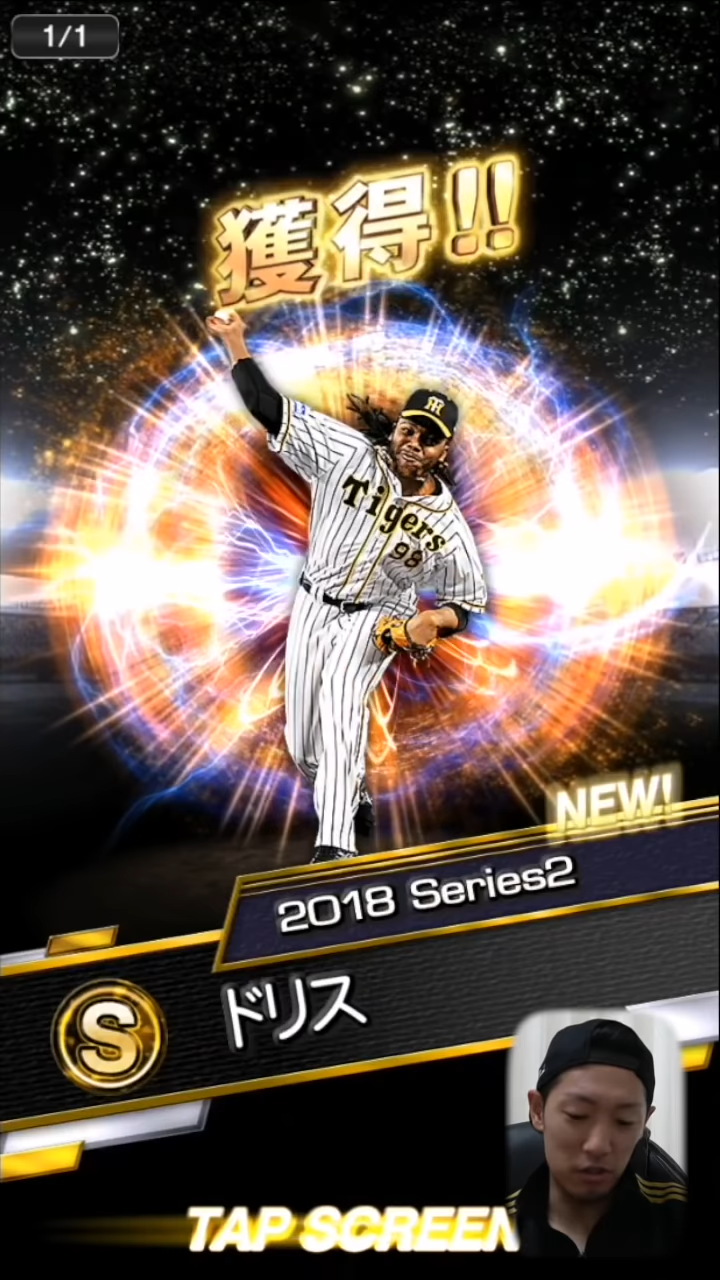 1/1
獲得!!
Tigers
98
NEW!
2018 Series2
S
ドリス
TAP SCREEN